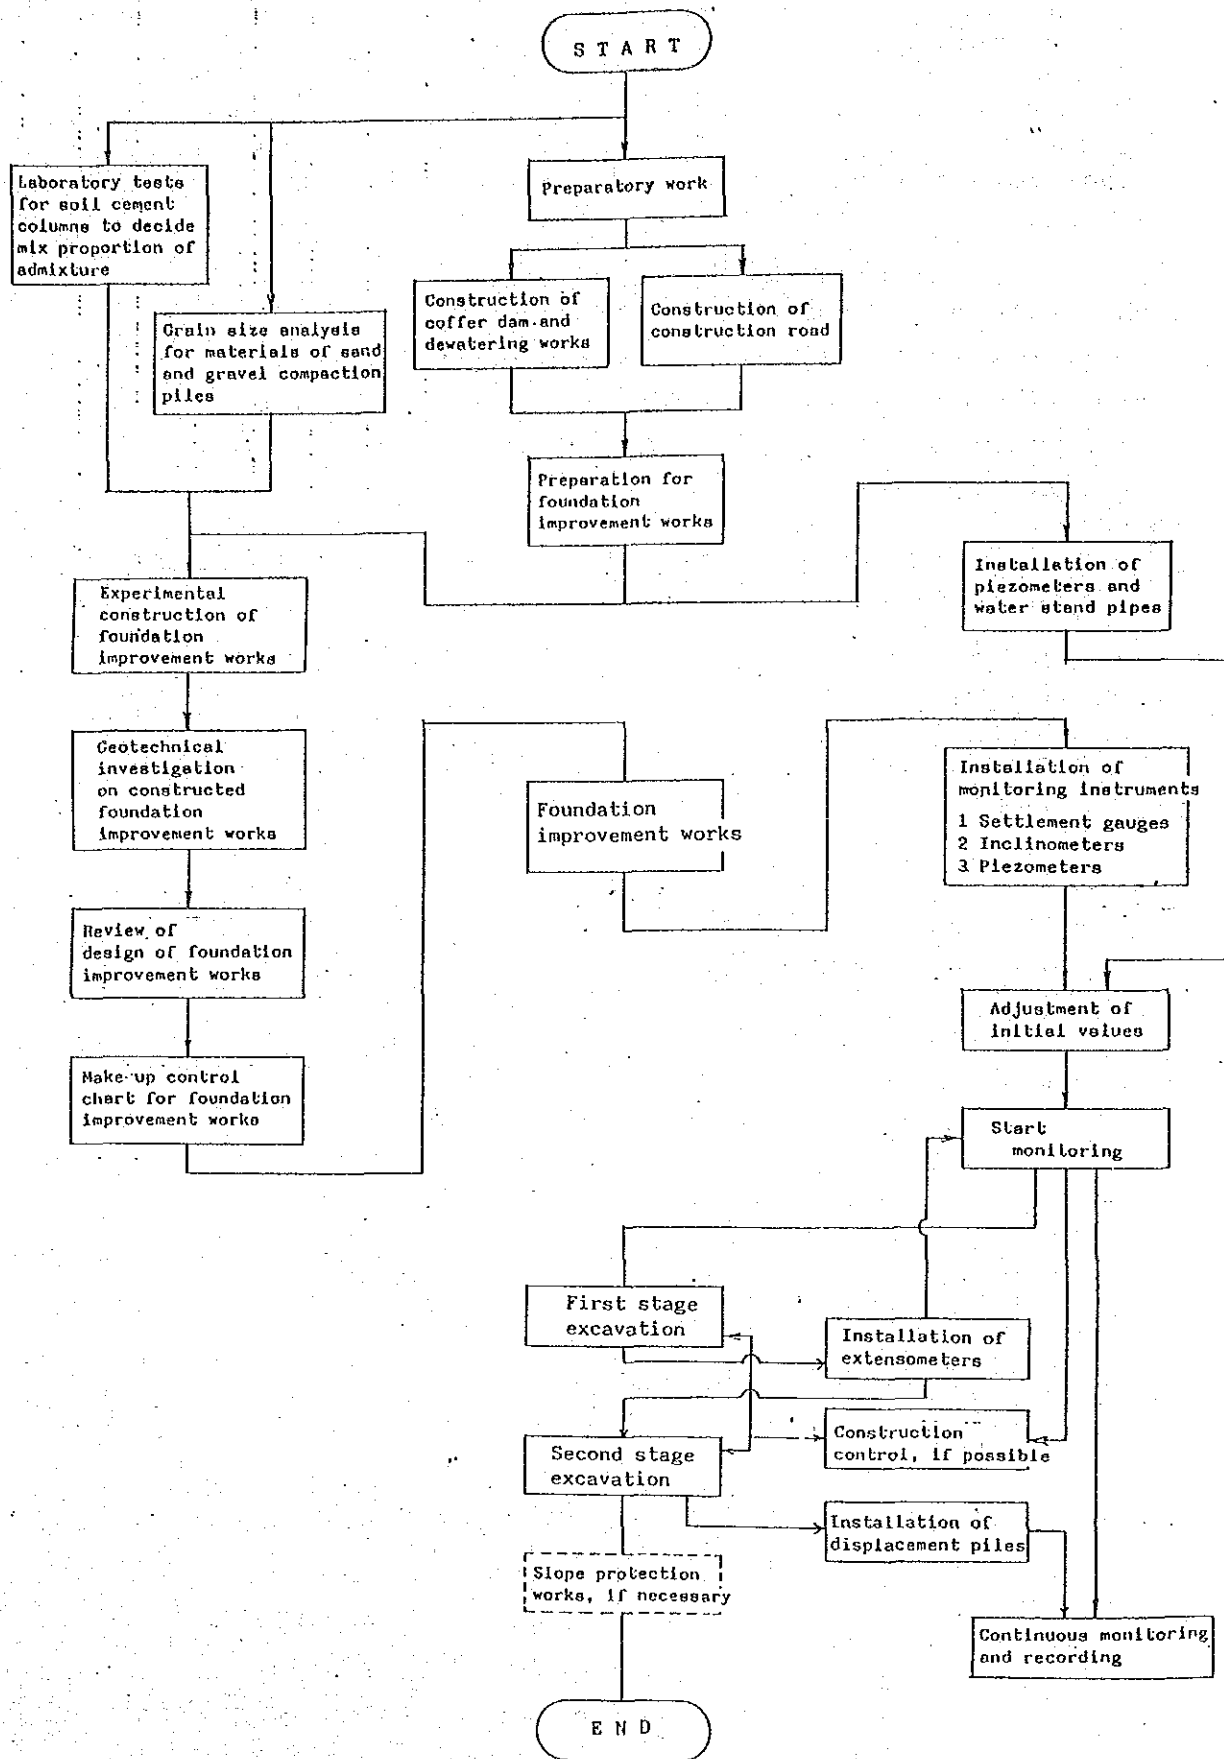 START
Laboratory tests
for soil cement
columns to decide
mix proportion of
admixture
Preparatory work
Grain size analysis
for materials of sand
and gravel compaction
piles
Construction of
coffer dam and
dewatering works
Construction of
construction road
Preparation for
foundation
improvement works
Installation of
piezometers and
water stand pipes
Experimental
construction of
foundation
improvement works
Geotechnical
investigation
on constructed
foundation
improvement works
Foundation
improvement works
Installation of
monitoring instruments
1 Settlement gauges
2 Inclinometers
3 Piezometers
Review of
design of foundation
improvement works
Adjustment of
initial values
Make-up control
chart for foundation
improvement works
Start
monitoring
First stage
excavation
Installation of
extensometers
Second stage
excavation
Construction
control, if possible
Installation of
displacement piles
Slope protection
works, if necessary
Continuous monitoring
and recording
END